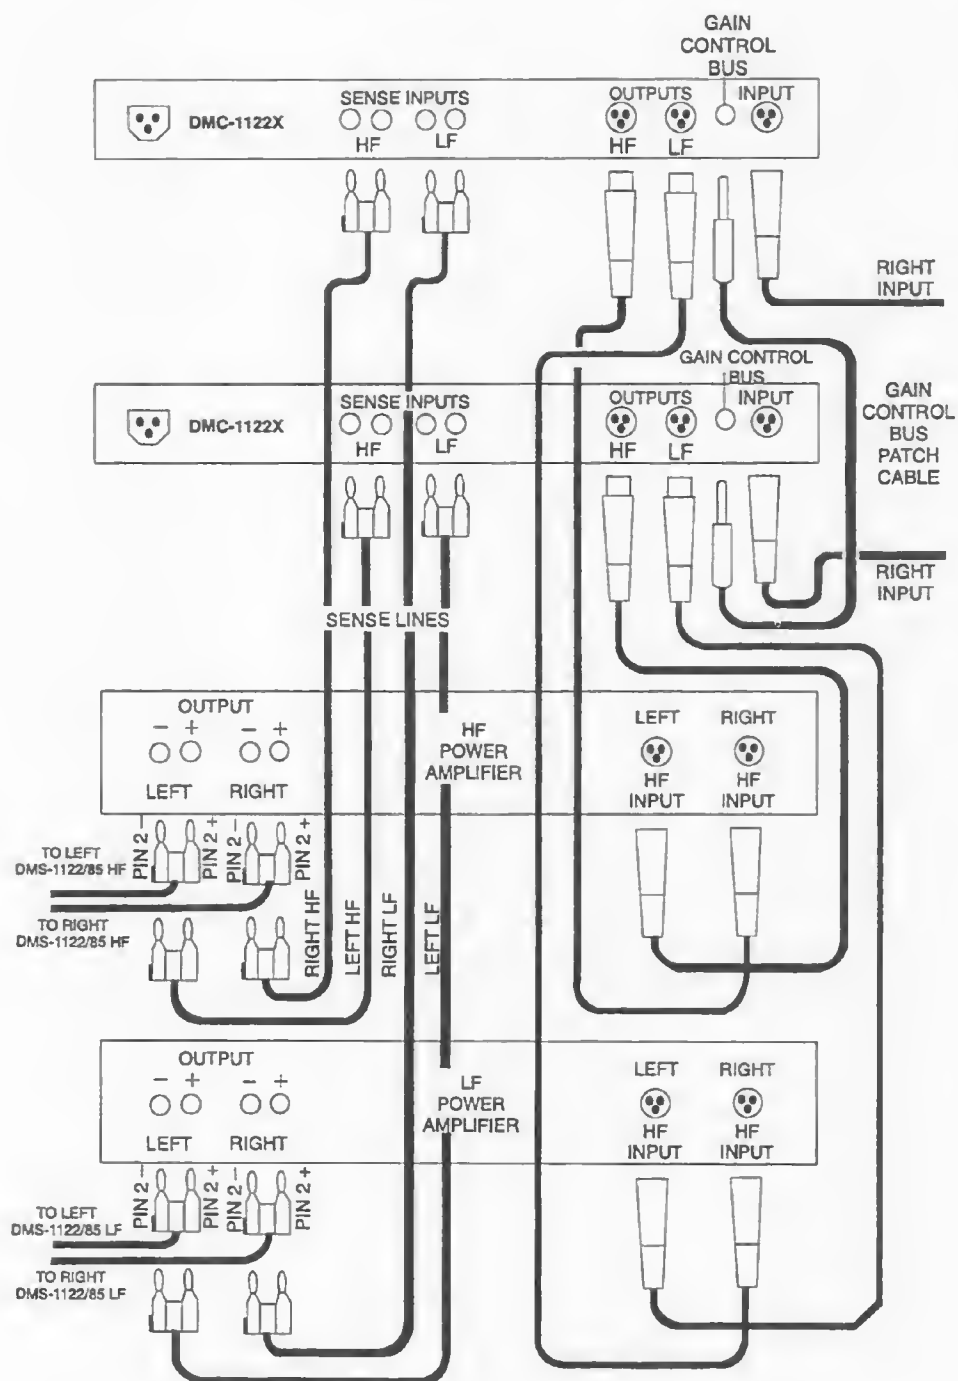 GAIN
CONTROL
BUS
SENSE INPUTS
OUTPUTS
INPUT
DMC-1122X
HF
LF
HF
LF
RIGHT
INPUT
GAIN CONTROL
BUS
SENSE INPUTS
OUTPUTS
INPUT
DMC-1122X
HF
LF
HF
LF
GAIN
CONTROL
BUS
PATCH
CABLE
RIGHT
INPUT
SENSE LINES
OUTPUT
- +
- +
LEFT
RIGHT
HF
POWER
AMPLIFIER
LEFT
RIGHT
HF
INPUT
HF
INPUT
PIN 2 -
PIN 2 +
PIN 2 -
PIN 2 +
TO LEFT
DMS-1122/85 HF
TO RIGHT
DMS-1122/85 HF
RIGHT HF
LEFT HF
RIGHT LF
LEFT LF
OUTPUT
- +
- +
LEFT
RIGHT
LF
POWER
AMPLIFIER
LEFT
RIGHT
HF
INPUT
HF
INPUT
PIN 2 -
PIN 2 +
PIN 2 -
PIN 2 +
TO LEFT
DMS-1122/85 LF
TO RIGHT
DMS-1122/85 LF